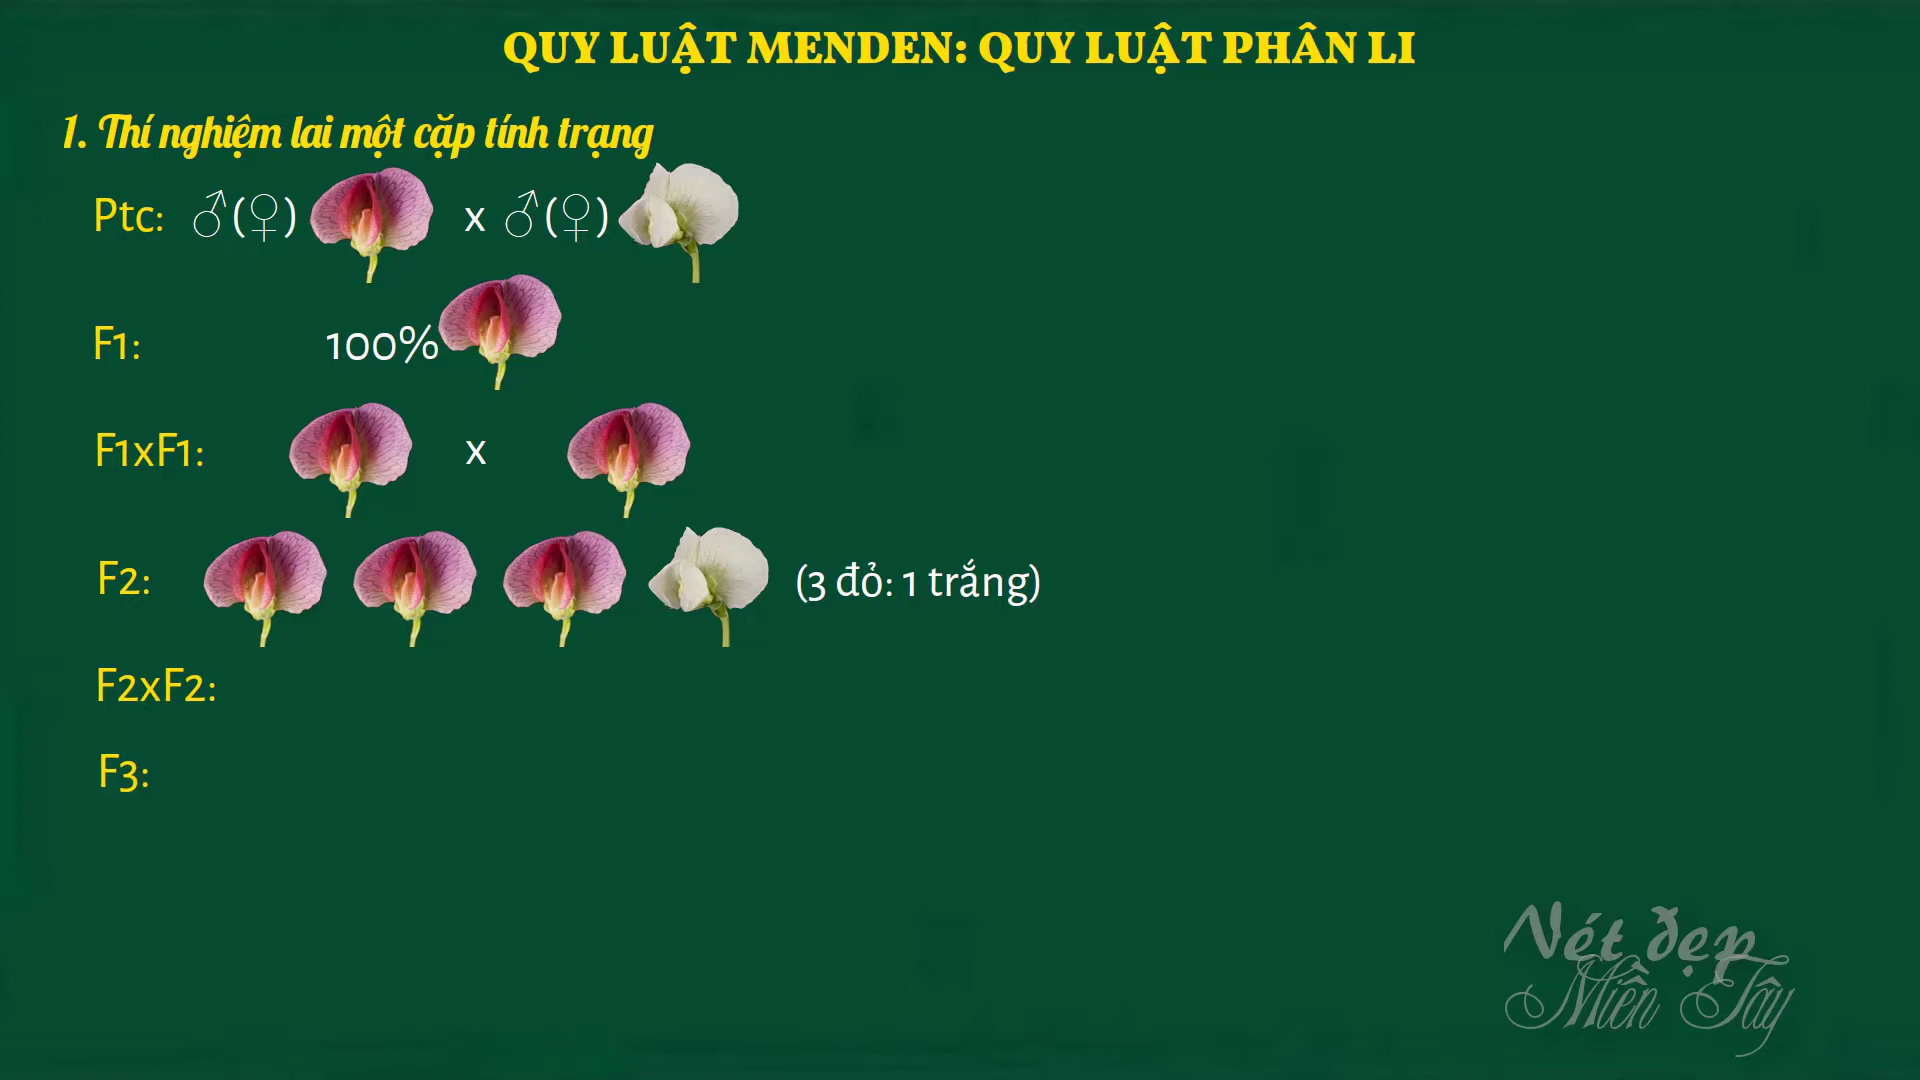 QUY LUẬT MENDEN: QUY LUẬT PHÂN LI
1. Thí nghiệm lai một cặp tính trạng
Ptc: ♂(♀) x ♂(♀)
F1: 100%
F1xF1: x
F2: (3 đỏ: 1 trắng)
F2xF2:
F3:
Nét đẹp
Miền Tây